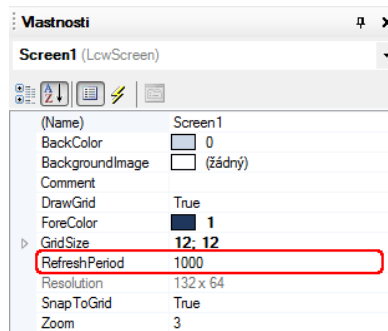 Vlastnosti
Screen1 (LcwScreen)
(Name) Screen1
BackColor 0
BackgroundImage (žádný)
Comment
DrawGrid True
ForeColor 1
GridSize 12; 12
RefreshPeriod 1000
Resolution 132 x 64
SnapToGrid True
Zoom 3